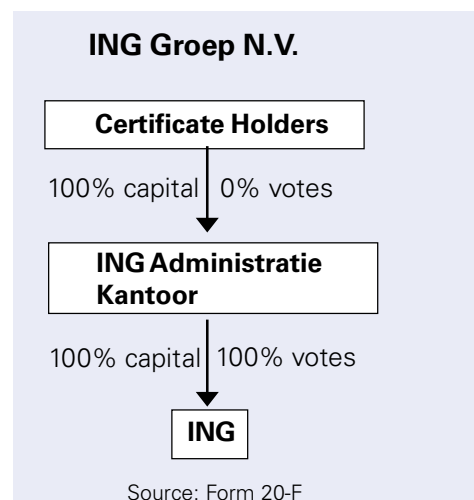 ING Groep N.V.
Certificate Holders
100% capital 0% votes
ING Administratie
Kantoor
100% capital 100% votes
ING
Source: Form 20-F